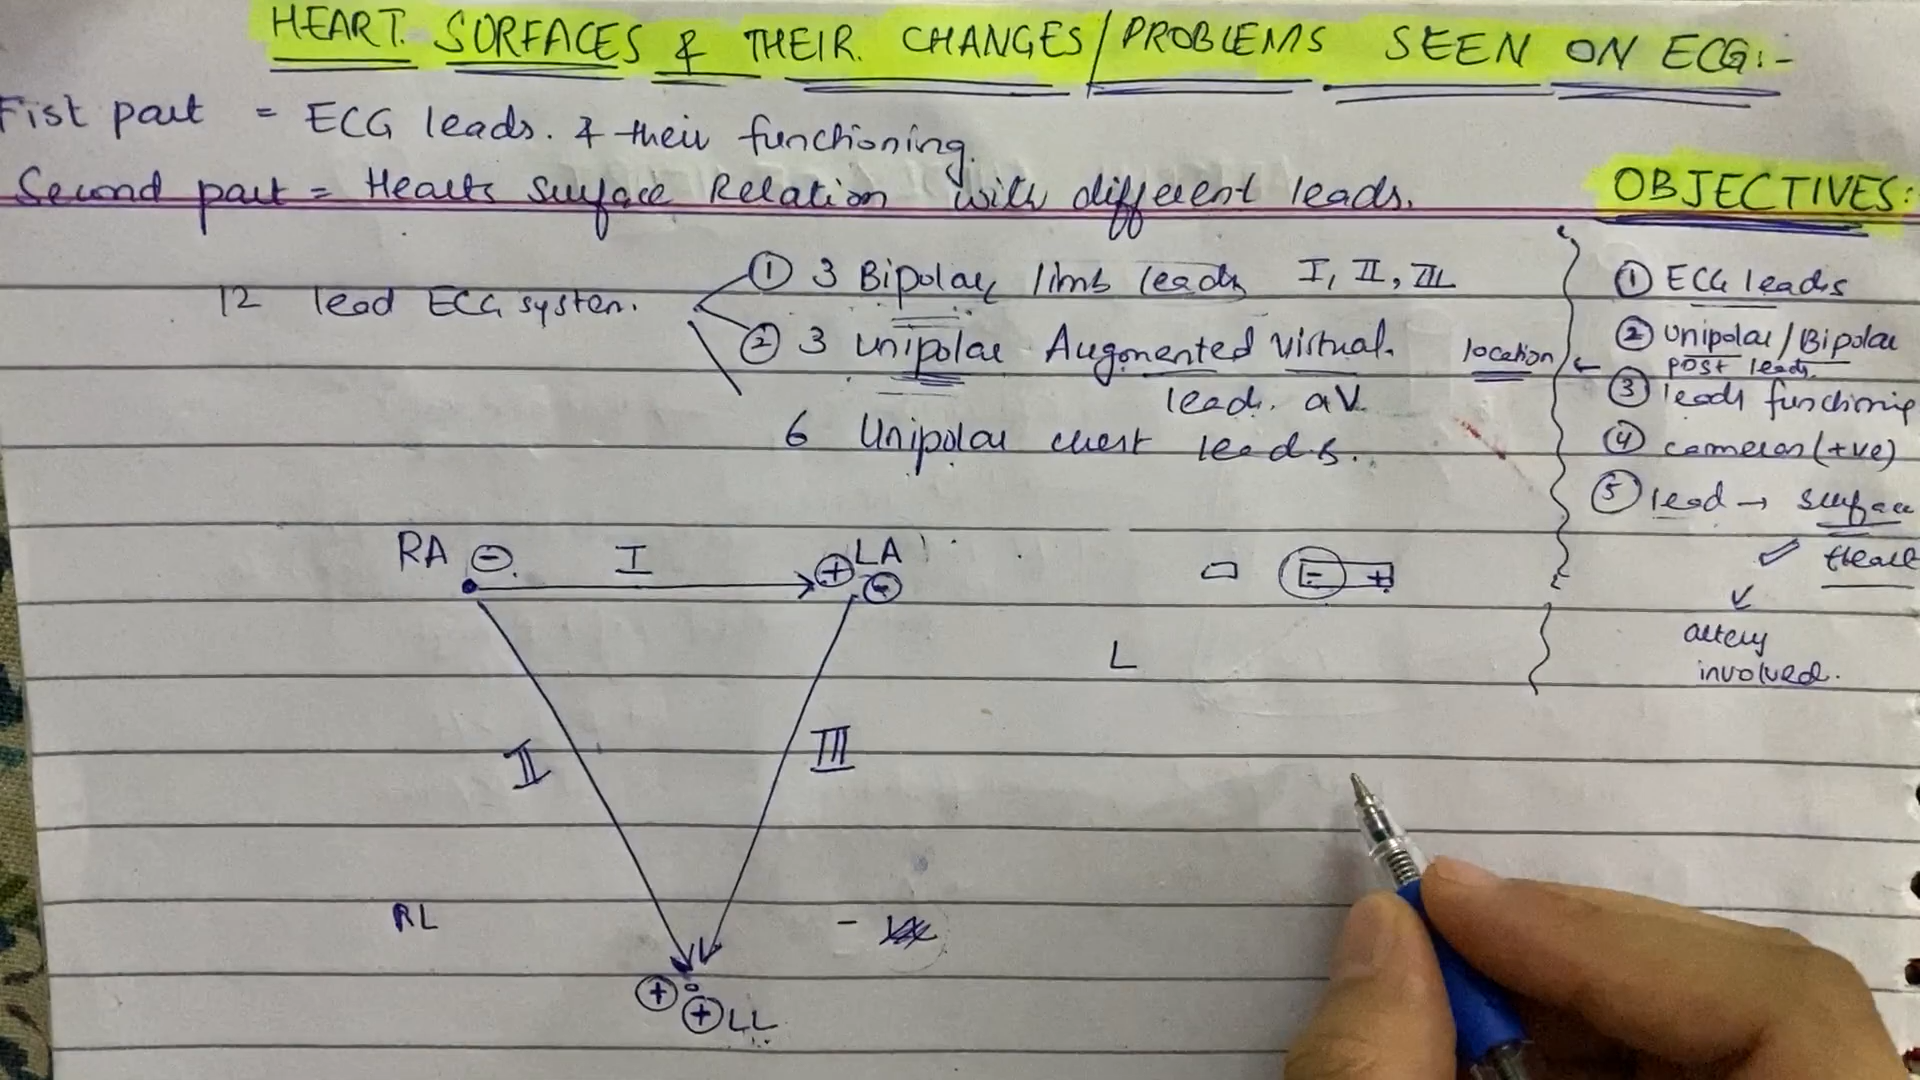 HEART. SURFACES & THEIR. CHANGES/PROBLEMS SEEN ON ECG:-
Fist part = ECG leads. & their functioning.
Second part = Hearts surface Relation with different leads.
OBJECTIVES:
12 lead ECG system.
① 3 Bipolar limb leads I, II, III
② 3 unipolar Augmented virtual. location
lead. aV
6 Unipolar chest leads.
① ECG leads
② Unipolar/Bipolar
post leads.
③ leads functioning
④ cameras (+ve)
⑤ lead → surface
Heart
artery
involved.
RA - I + LA -
- +
L
II III
RL -
+ + LL